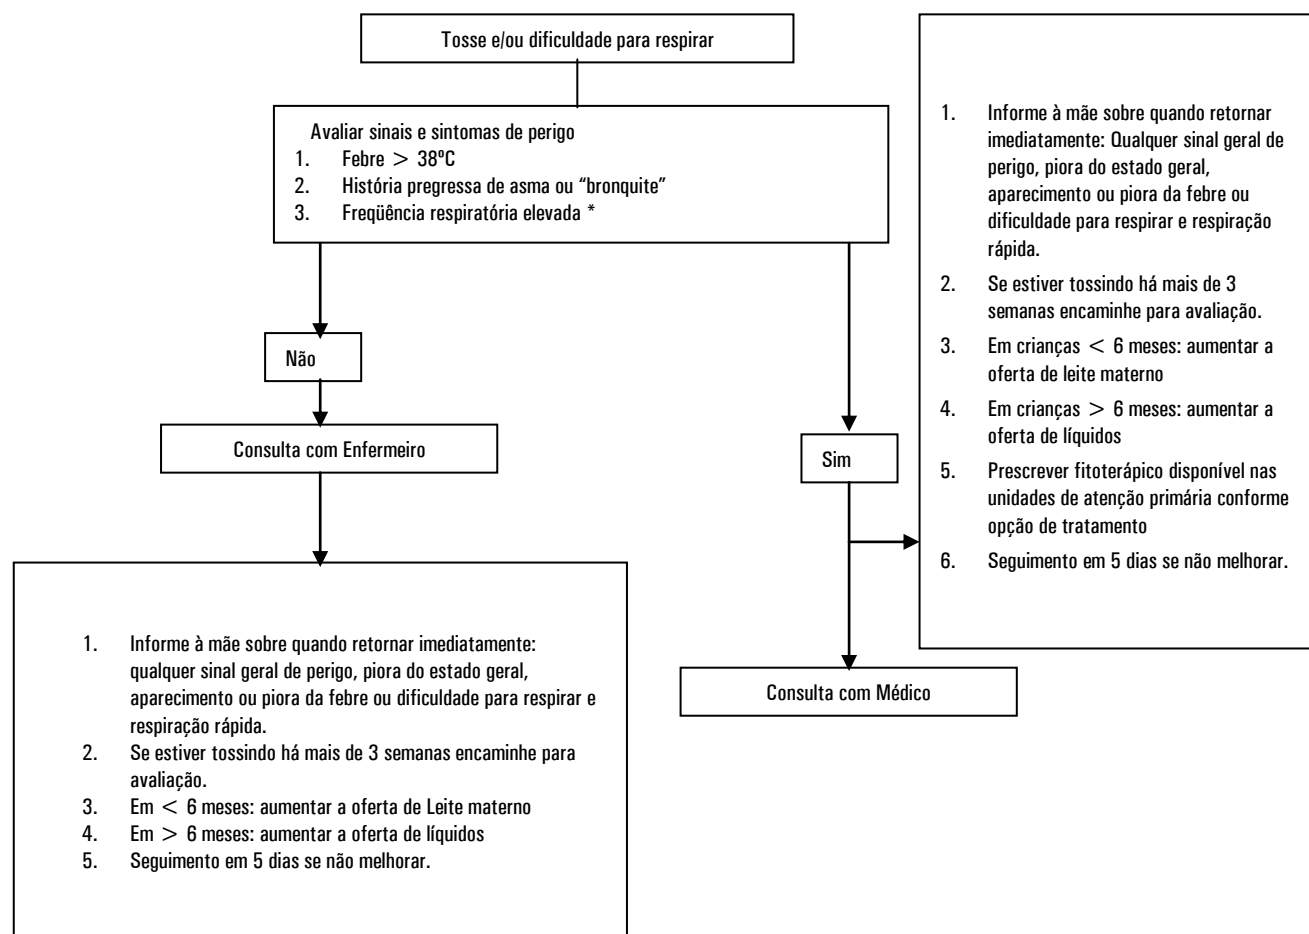 Tosse e/ou dificuldade para respirar
Avaliar sinais e sintomas de perigo
1. Febre > 38ºC
2. História pregressa de asma ou “bronquite”
3. Freqüência respiratória elevada *
Não
Consulta com Enfermeiro
1. Informe à mãe sobre quando retornar imediatamente:
qualquer sinal geral de perigo, piora do estado geral,
aparecimento ou piora da febre ou dificuldade para respirar e
respiração rápida.
2. Se estiver tossindo há mais de 3 semanas encaminhe para
avaliação.
3. Em < 6 meses: aumentar a oferta de Leite materno
4. Em > 6 meses: aumentar a oferta de líquidos
5. Seguimento em 5 dias se não melhorar.
Sim
Consulta com Médico
1. Informe à mãe sobre quando retornar
imediatamente: Qualquer sinal geral de
perigo, piora do estado geral,
aparecimento ou piora da febre ou
dificuldade para respirar e respiração
rápida.
2. Se estiver tossindo há mais de 3
semanas encaminhe para avaliação.
3. Em crianças < 6 meses: aumentar a
oferta de leite materno
4. Em crianças > 6 meses: aumentar a
oferta de líquidos
5. Prescrever fitoterápico disponível nas
unidades de atenção primária conforme
opção de tratamento
6. Seguimento em 5 dias se não melhorar.